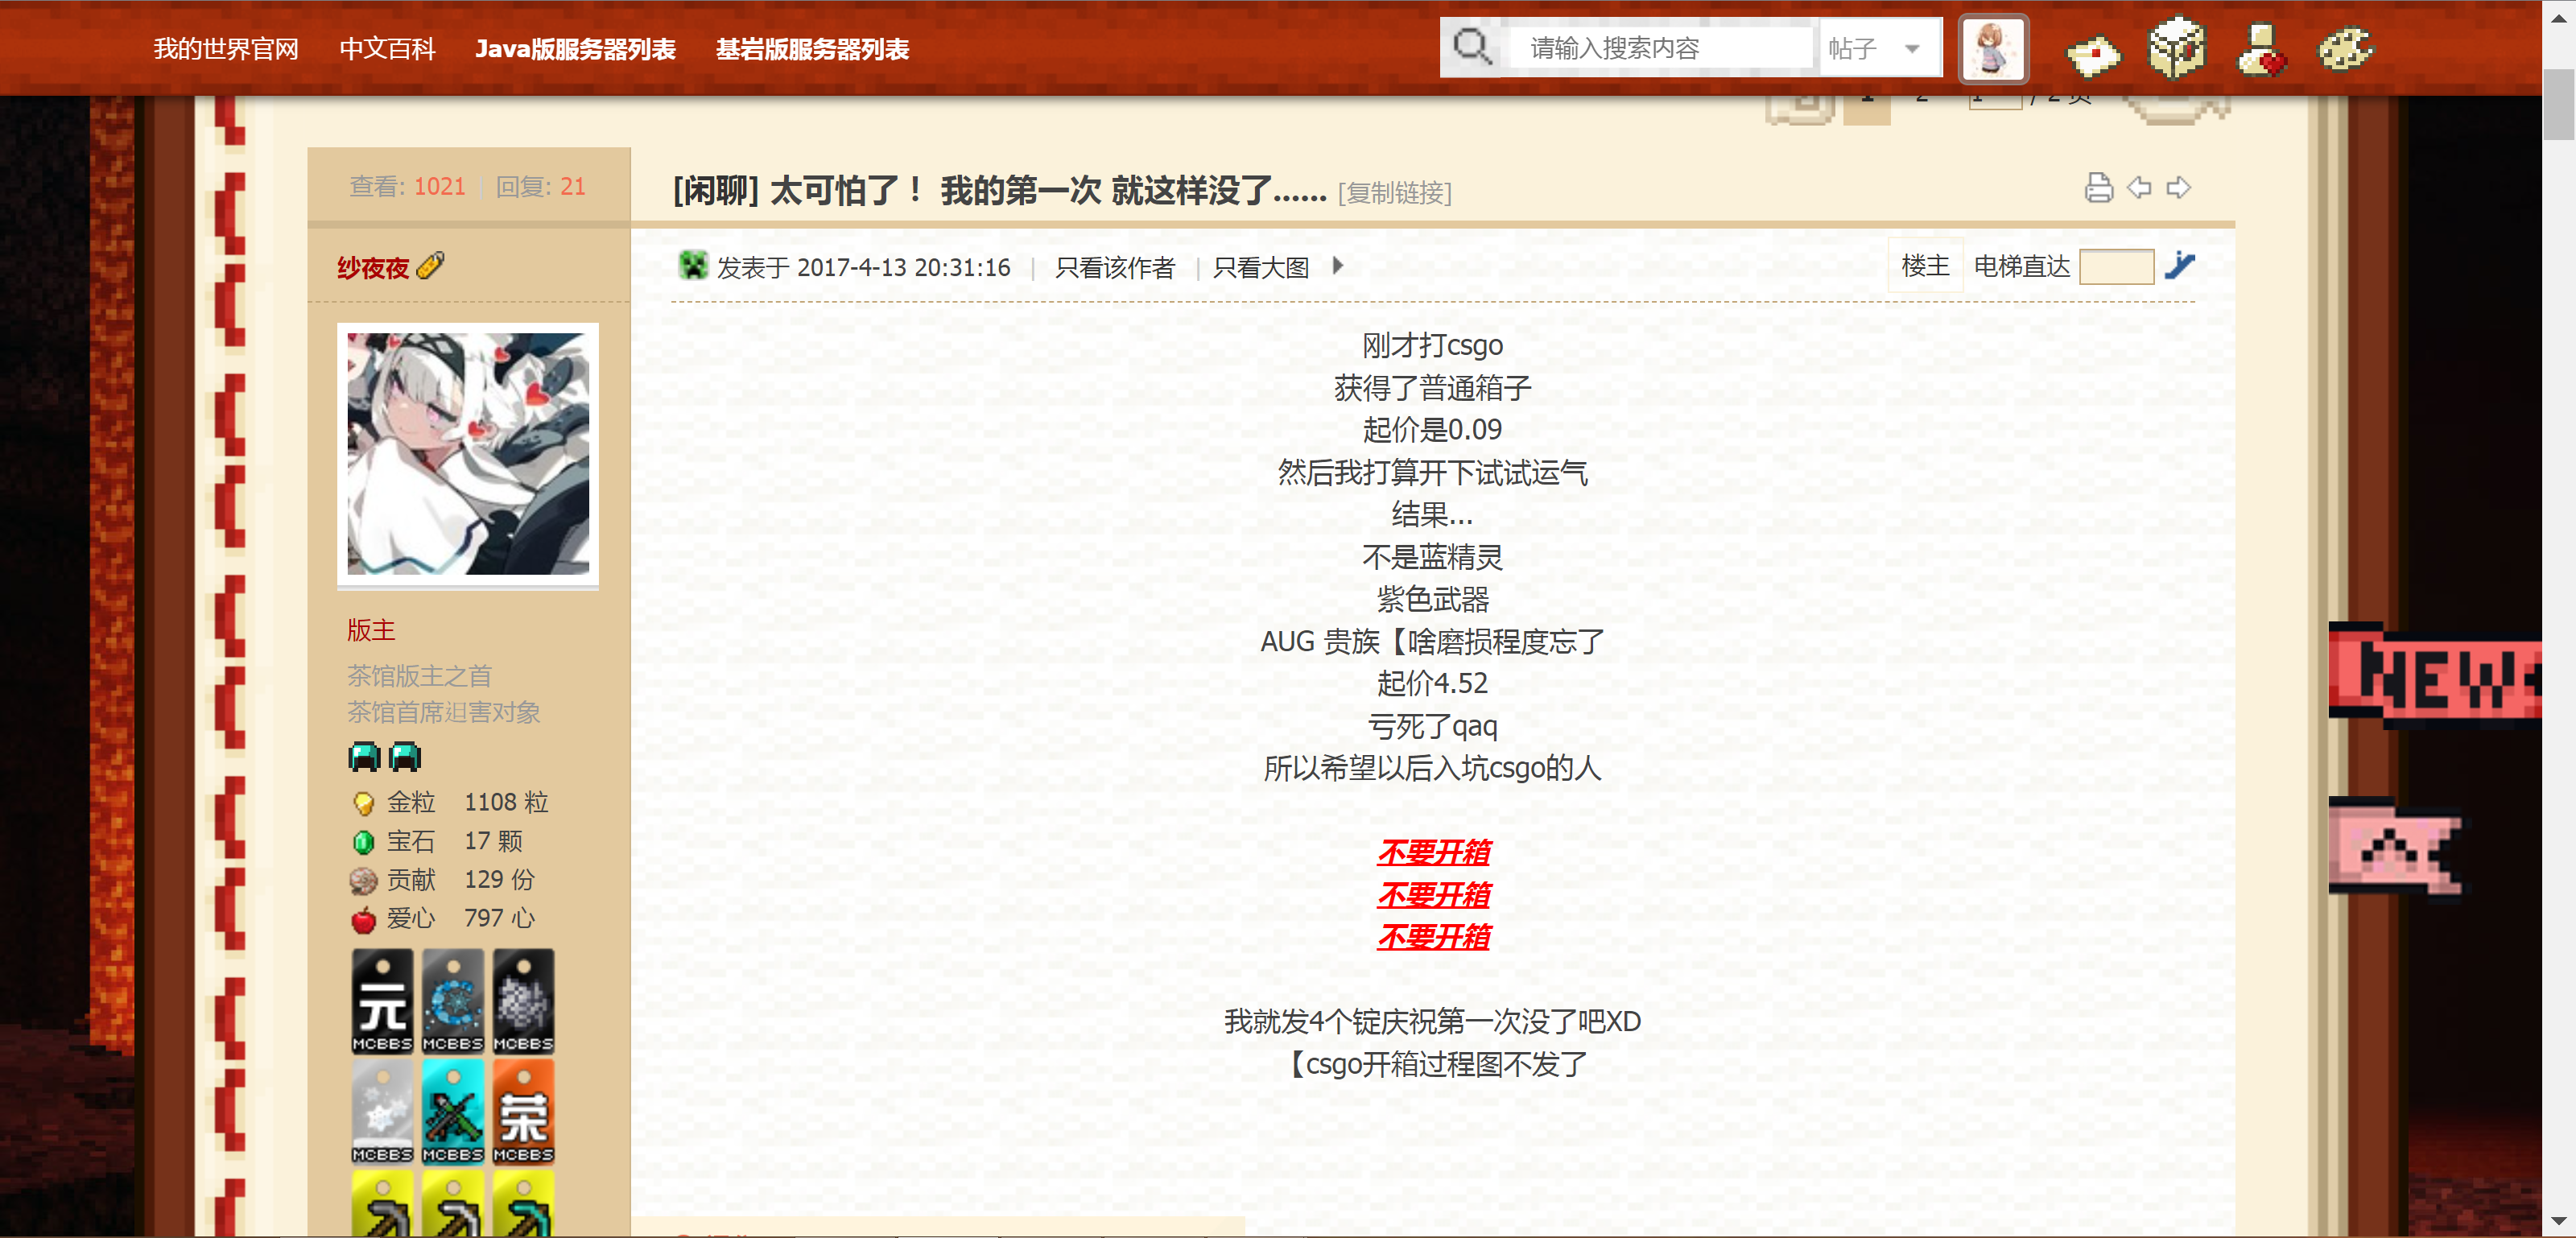 我的世界官网 中文百科 Java版服务器列表 基岩版服务器列表 请输入搜索内容 帖子
1 2 1 / 2 页
查看: 1021 | 回复: 21
[闲聊] 太可怕了！ 我的第一次 就这样没了...... [复制链接]
纱夜夜
发表于 2017-4-13 20:31:16 | 只看该作者 | 只看大图
楼主 电梯直达
刚才打csgo
获得了普通箱子
起价是0.09
然后我打算开下试试运气
结果...
不是蓝精灵
紫色武器
AUG 贵族【啥磨损程度忘了
起价4.52
亏死了qaq
所以希望以后入坑csgo的人
不要开箱
不要开箱
不要开箱
我就发4个锭庆祝第一次没了吧XD
【csgo开箱过程图不发了
版主
茶馆版主之首
茶馆首席迌害对象
金粒 1108 粒
宝石 17 颗
贡献 129 份
爱心 797 心
元 MCBBS
MCBBS
MCBBS
MCBBS
MCBBS
荣 MCBBS
NEW